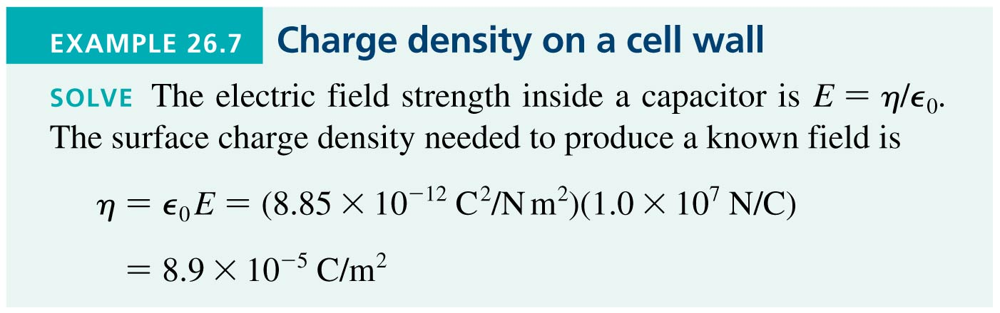 EXAMPLE 26.7 Charge density on a cell wall
SOLVE The electric field strength inside a capacitor is E = η/ϵ₀.
The surface charge density needed to produce a known field is
η = ϵ₀E = (8.85 × 10⁻¹² C²/N m²)(1.0 × 10⁷ N/C)
= 8.9 × 10⁻⁵ C/m²